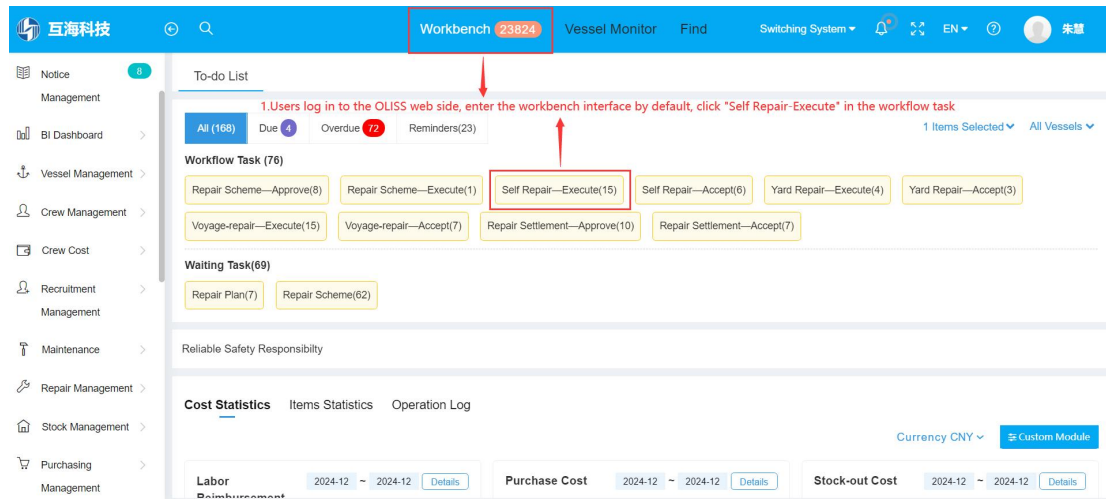 互海科技
Workbench 23824
Vessel Monitor
Find
Switching System
EN
朱慧
Notice
Management
8
BI Dashboard
Vessel Management
Crew Management
Crew Cost
Recruitment
Management
Maintenance
Repair Management
Stock Management
Purchasing
Management
To-do List
1.Users log in to the OLISS web side, enter the workbench interface by default, click "Self Repair-Execute" in the workflow task
All (168)
Due 4
Overdue 72
Reminders(23)
1 Items Selected
All Vessels
Workflow Task (76)
Repair Scheme—Approve(8)
Repair Scheme—Execute(1)
Self Repair—Execute(15)
Self Repair—Accept(6)
Yard Repair—Execute(4)
Yard Repair—Accept(3)
Voyage-repair—Execute(15)
Voyage-repair—Accept(7)
Repair Settlement—Approve(10)
Repair Settlement—Accept(7)
Waiting Task(69)
Repair Plan(7)
Repair Scheme(62)
Reliable Safety Responsibilty
Cost Statistics
Items Statistics
Operation Log
Currency CNY
Custom Module
Labor
Reimbursement
2024-12 ~ 2024-12
Details
Purchase Cost
2024-12 ~ 2024-12
Details
Stock-out Cost
2024-12 ~ 2024-12
Details